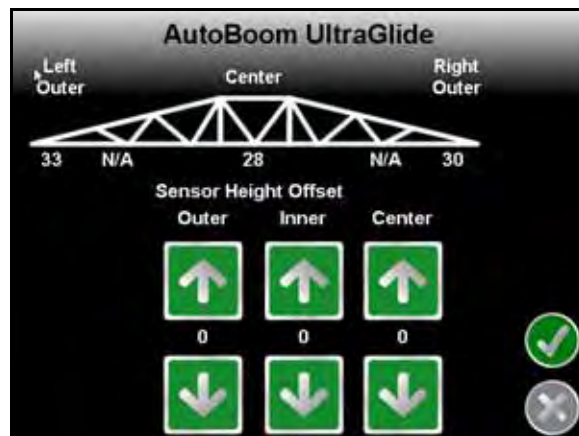 AutoBoom UltraGlide
Left Outer
Center
Right Outer
33 N/A 28 N/A 30
Sensor Height Offset
Outer Inner Center
0 0 0